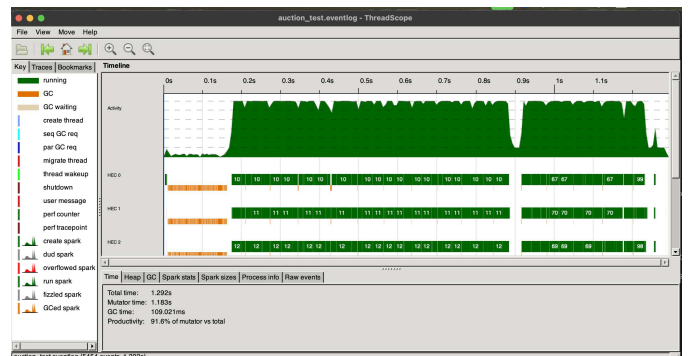 auction_test.eventlog - ThreadScope
File View Move Help
Key Traces Bookmarks
running
GC
GC waiting
create thread
seq GC req
par GC req
migrate thread
thread wakeup
shutdown
user message
perf counter
perf tracepoint
create spark
dud spark
overflowed spark
run spark
fizzled spark
GCed spark
Timeline
0s 0.1s 0.2s 0.3s 0.4s 0.5s 0.6s 0.7s 0.8s 0.9s 1s 1.1s
Activity
HEC 0
10 10 10 10 10 10 10 10 10 10 10 10 10 67 67 67 99
HEC 1
11 11 11 11 11 11 11 11 11 11 11 11 70 70 70 70
HEC 2
12 12 12 12 12 12 12 12 12 12 12 12 12 69 69 69 98
Time Heap GC Spark stats Spark sizes Process info Raw events
Total time: 1.292s
Mutator time: 1.183s
GC time: 109.021ms
Productivity: 91.6% of mutator vs total